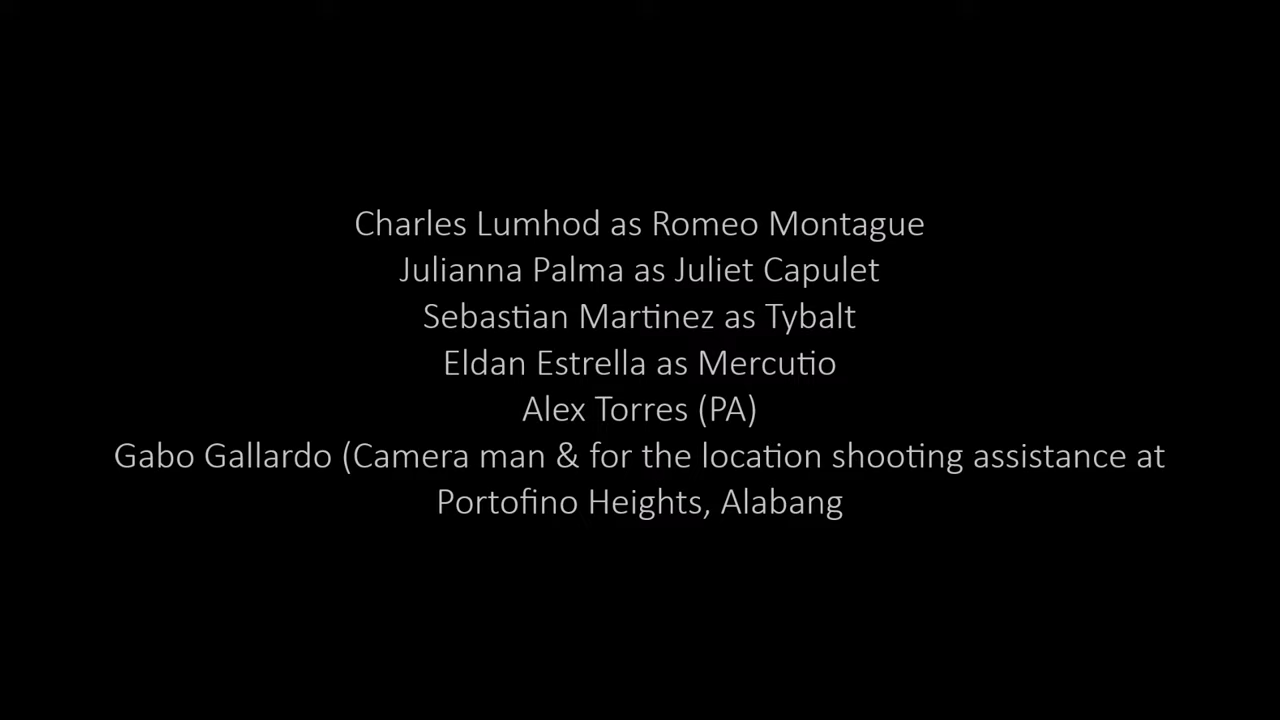 Charles Lumhod as Romeo Montague
Julianna Palma as Juliet Capulet
Sebastian Martinez as Tybalt
Eldan Estrella as Mercutio
Alex Torres (PA)
Gabo Gallardo (Camera man & for the location shooting assistance at
Portofino Heights, Alabang